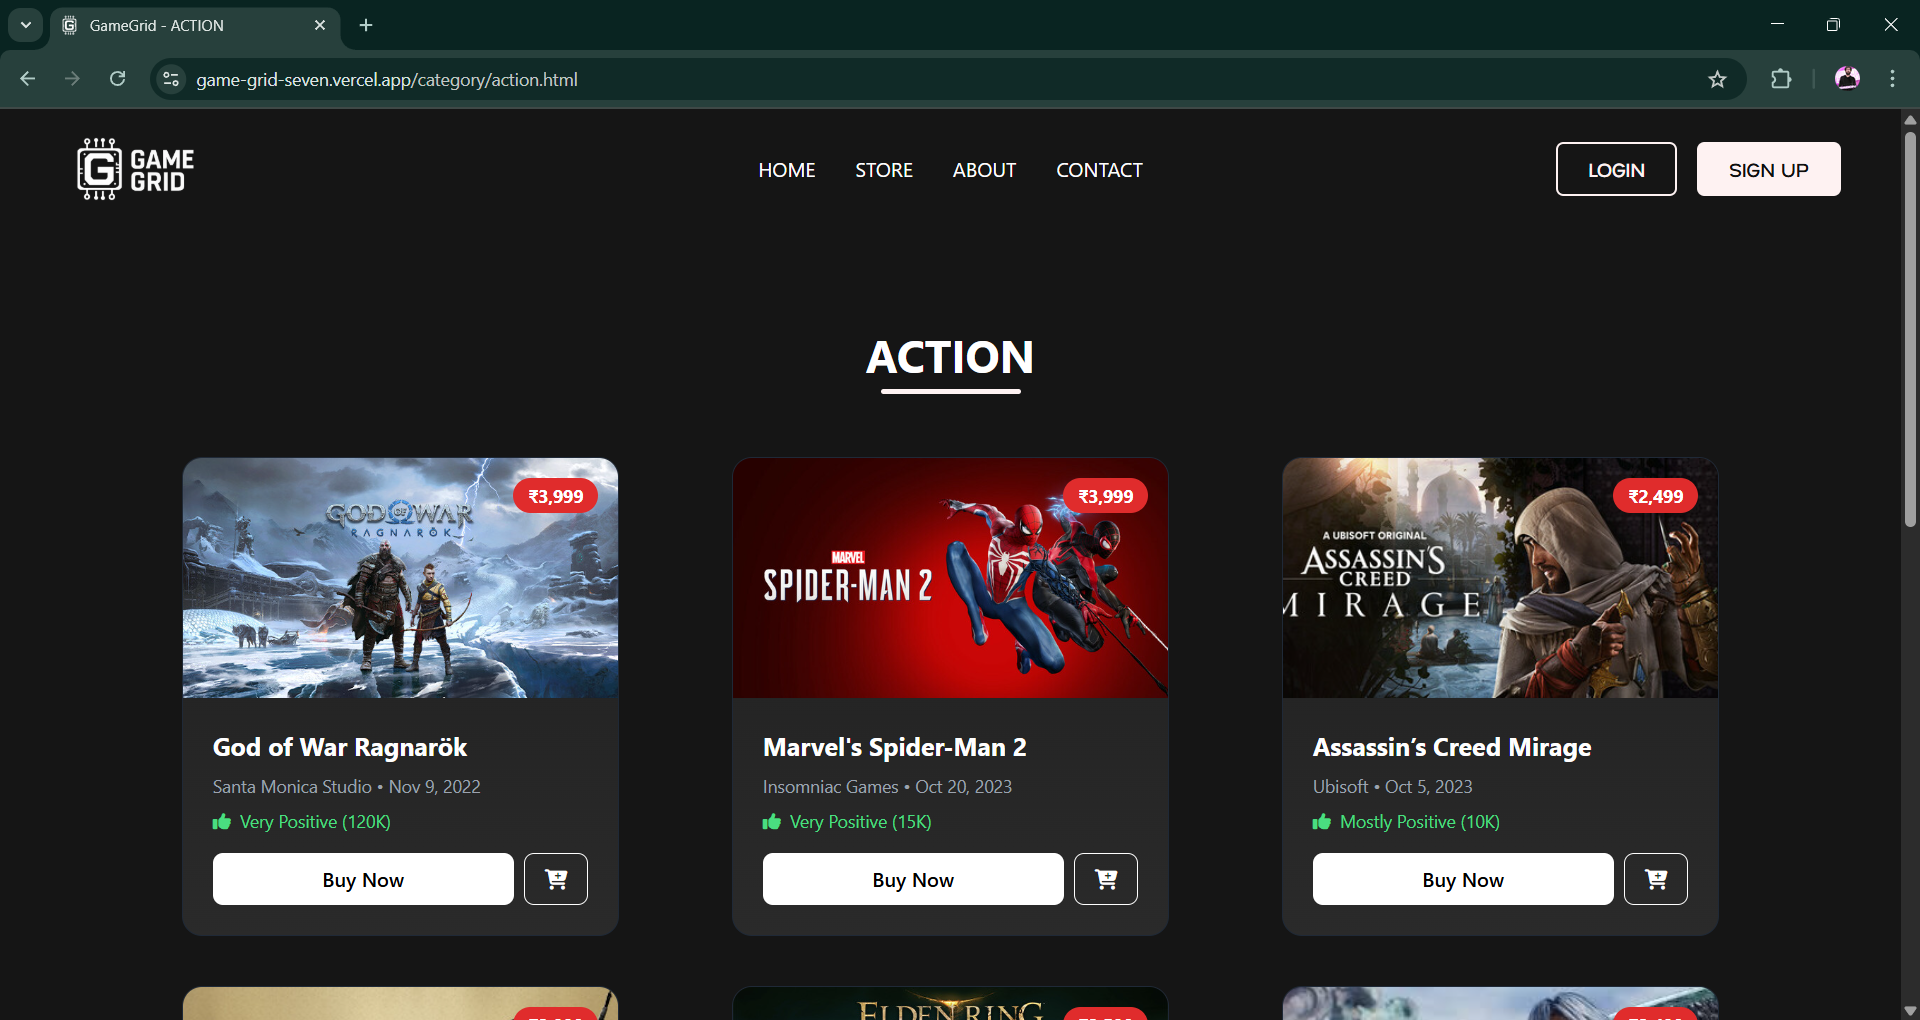 GameGrid - ACTION
game-grid-seven.vercel.app/category/action.html
GAME
GRID
HOME
STORE
ABOUT
CONTACT
LOGIN
SIGN UP
ACTION
₹3,999
GOD OF WAR
RAGNARÖK
₹3,999
MARVEL
SPIDER-MAN 2
₹2,499
A UBISOFT ORIGINAL
ASSASSIN'S
CREED
MIRAGE
God of War Ragnarök
Santa Monica Studio • Nov 9, 2022
Very Positive (120K)
Buy Now
Marvel's Spider-Man 2
Insomniac Games • Oct 20, 2023
Very Positive (15K)
Buy Now
Assassin’s Creed Mirage
Ubisoft • Oct 5, 2023
Mostly Positive (10K)
Buy Now
ELDEN RING